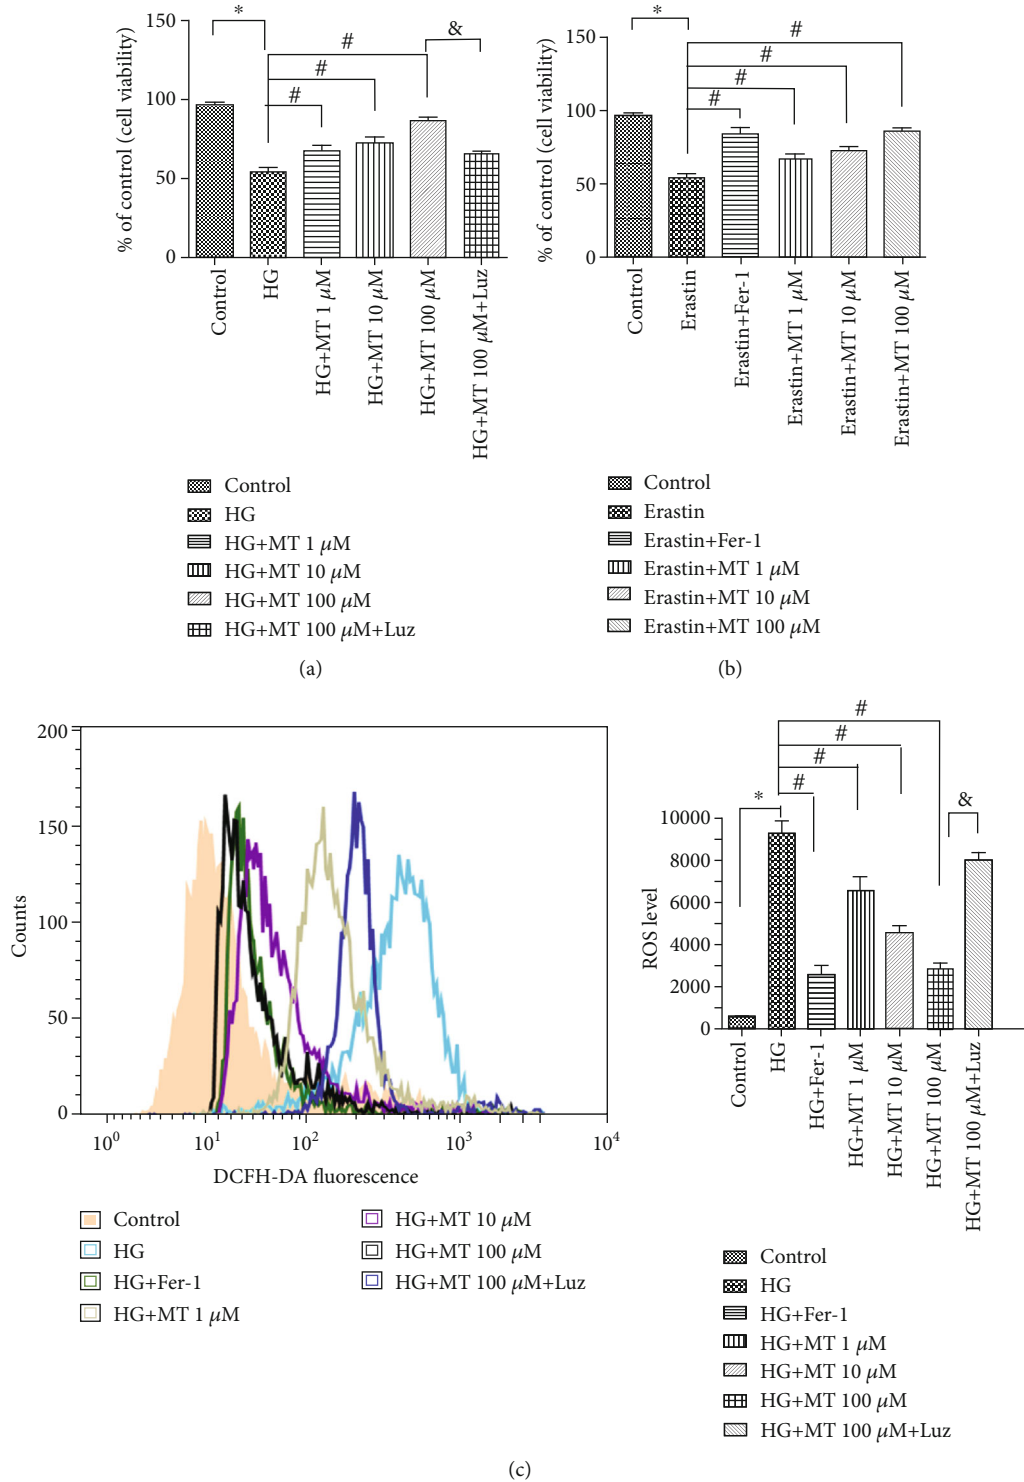 % of control (cell viability)
150
100
50
0
*
#
#
#
&
Control
HG
HG+MT 1 μM
HG+MT 10 μM
HG+MT 100 μM
HG+MT 100 μM+Luz
Control
HG
HG+MT 1 μM
HG+MT 10 μM
HG+MT 100 μM
HG+MT 100 μM+Luz
(a)
% of control (cell viability)
150
100
50
0
*
#
#
#
#
Control
Erastin
Erastin+Fer-1
Erastin+MT 1 μM
Erastin+MT 10 μM
Erastin+MT 100 μM
Control
Erastin
Erastin+Fer-1
Erastin+MT 1 μM
Erastin+MT 10 μM
Erastin+MT 100 μM
(b)
Counts
200
150
100
50
0
10⁰
10¹
10²
10³
10⁴
DCFH-DA fluorescence
Control
HG
HG+Fer-1
HG+MT 1 μM
HG+MT 10 μM
HG+MT 100 μM
HG+MT 100 μM+Luz
ROS level
10000
8000
6000
4000
2000
0
*
#
#
#
#
&
Control
HG
HG+Fer-1
HG+MT 1 μM
HG+MT 10 μM
HG+MT 100 μM
HG+MT 100 μM+Luz
Control
HG
HG+Fer-1
HG+MT 1 μM
HG+MT 10 μM
HG+MT 100 μM
HG+MT 100 μM+Luz
(c)